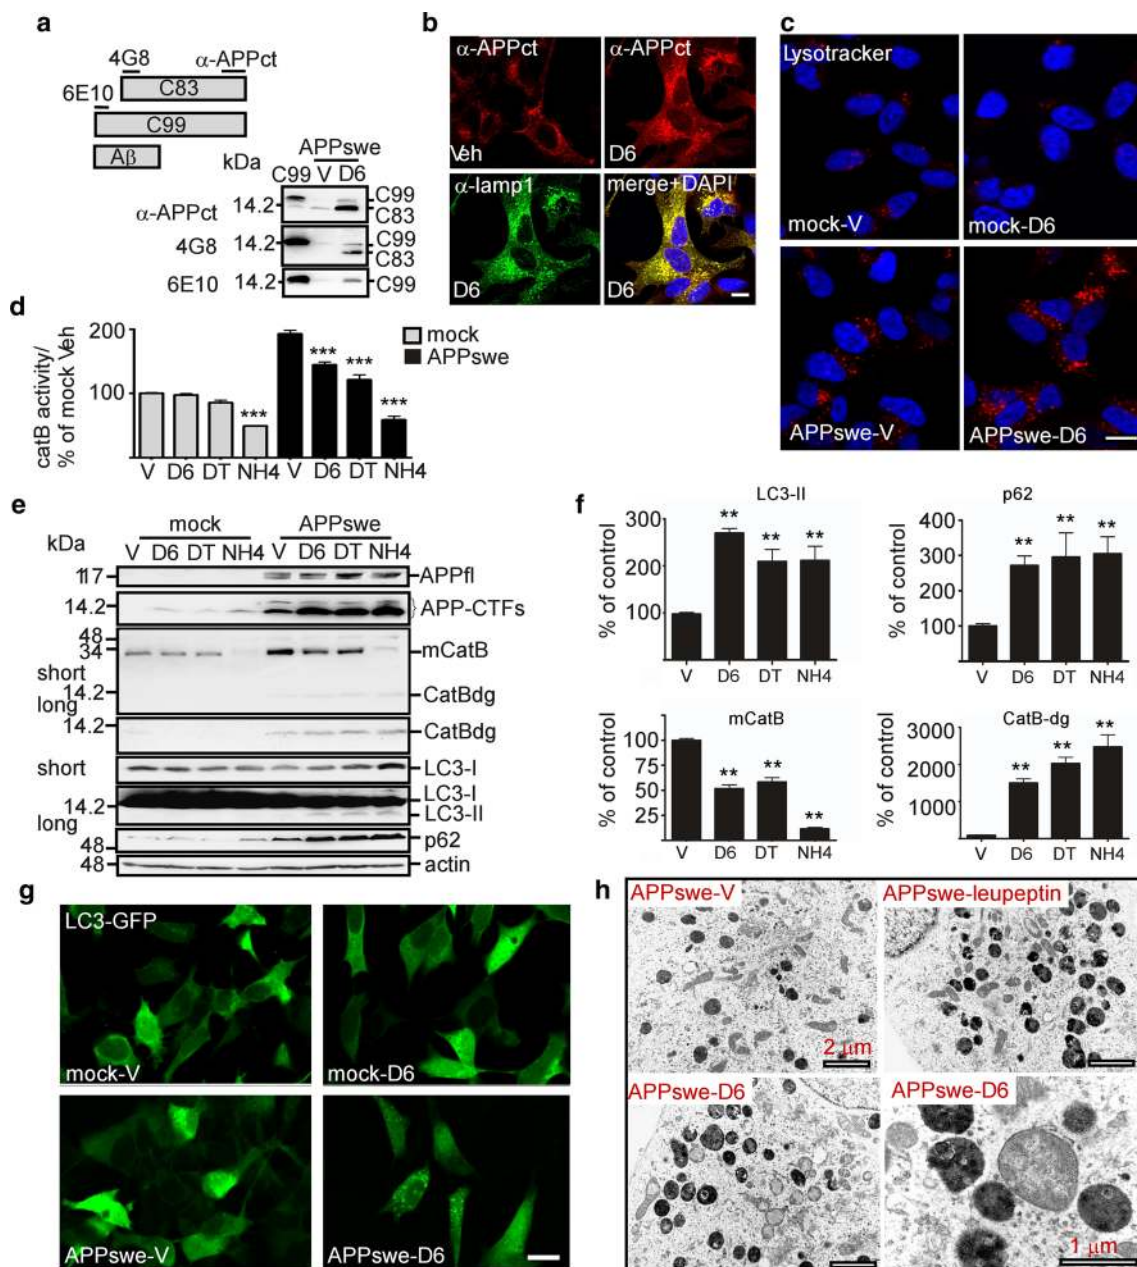 a
4G8 α-APPct
C83
6E10
C99
Aβ
APPswe
kDa C99 V D6
α-APPct 14.2 C99
C83
4G8 14.2 C99
C83
6E10 14.2 C99
b
α-APPct α-APPct
Veh D6
α-lamp1 merge+DAPI
D6 D6
c
Lysotracker
mock-V mock-D6
APPswe-V APPswe-D6
d
catB activity/
% of mock Veh
200
100
*** *** *** ***
mock
APPswe
V D6 DT NH4 V D6 DT NH4
e
mock APPswe
kDa
V D6 DT NH4 V D6 DT NH4
117 APPfl
14.2 APP-CTFs
48
34 mCatB
short
long 14.2 CatBdg
14.2 CatBdg
short LC3-I
LC3-I
14.2
long LC3-II
48 p62
48 actin
f
LC3-II
% of control
300
200
100
** ** **
V D6 DT NH4
p62
% of control
400
300
200
100
0
** ** **
V D6 DT NH4
mCatB
% of control
100
75
50
25
** ** **
V D6 DT NH4
CatB-dg
% of control
3000
2000
1000
** ** **
V D6 DT NH4
g
LC3-GFP
mock-V mock-D6
APPswe-V APPswe-D6
h
APPswe-V APPswe-leupeptin
2 μm
APPswe-D6 APPswe-D6
1 μm